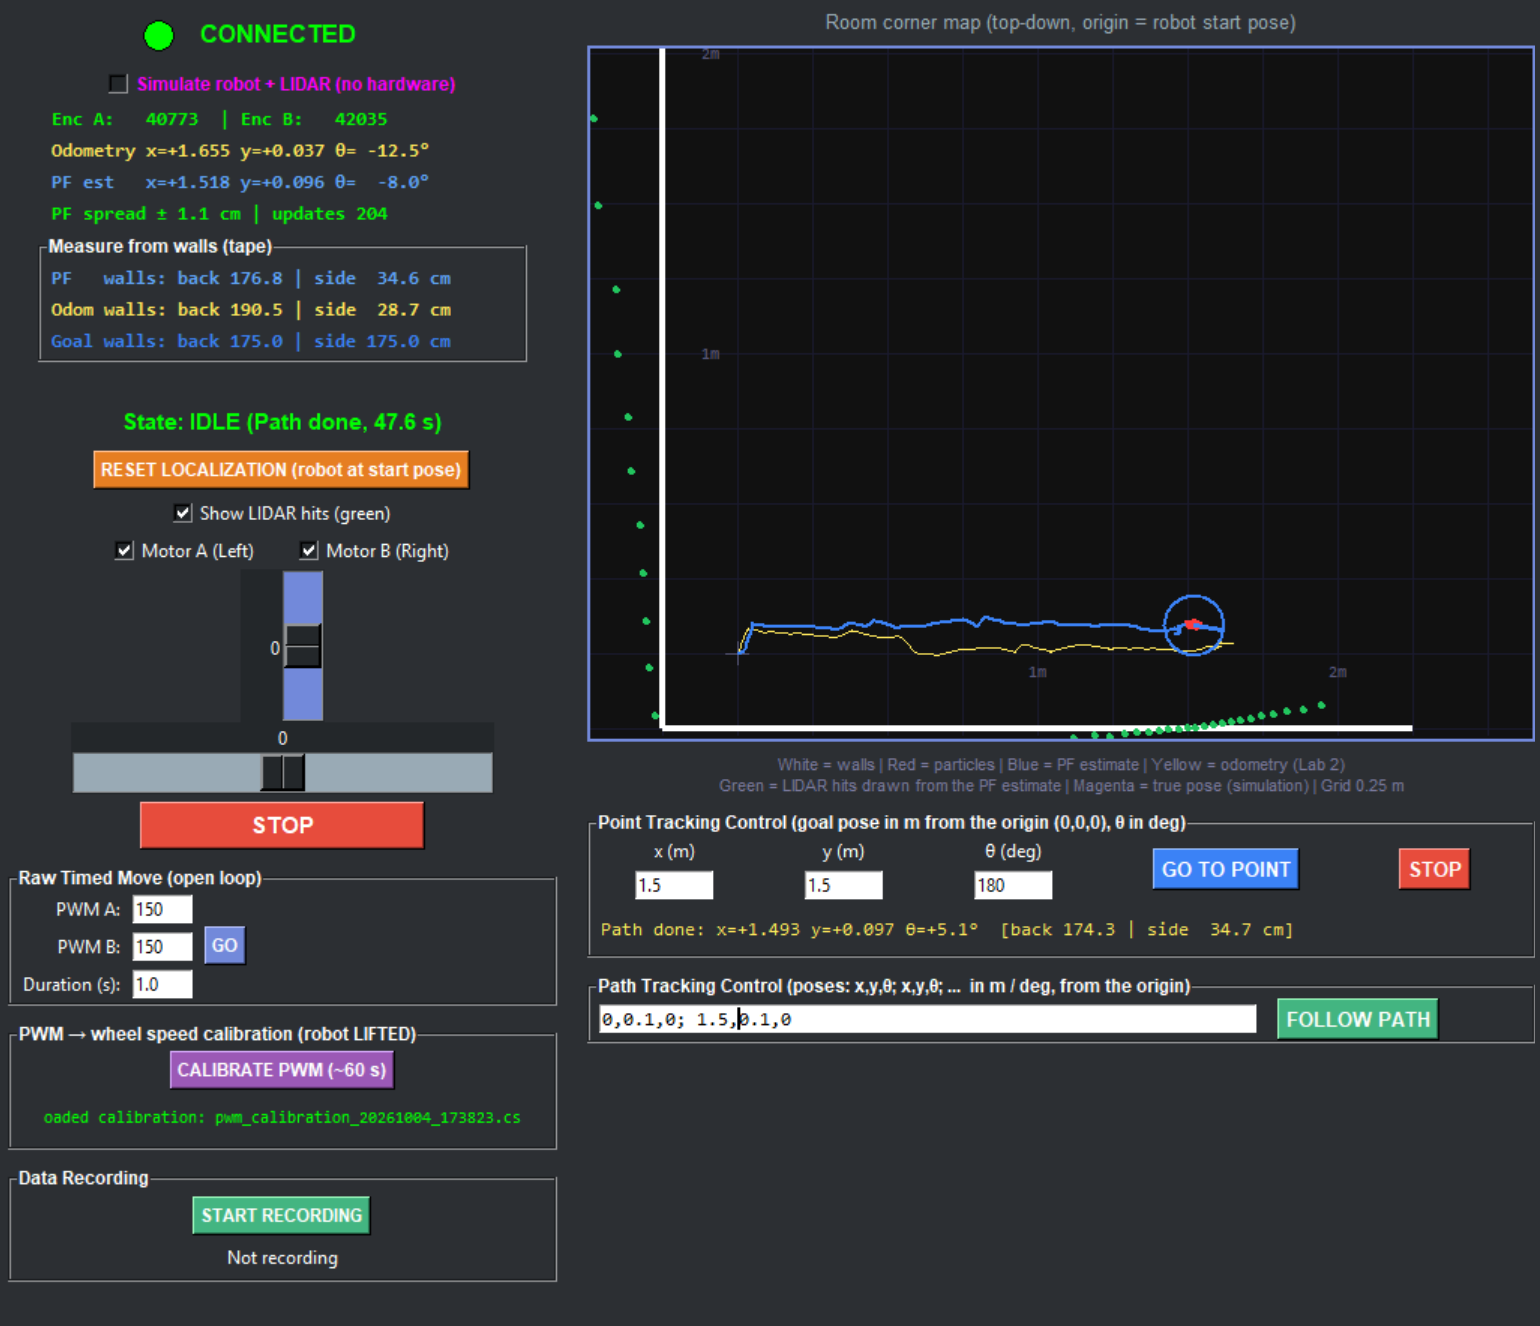 CONNECTED
Simulate robot + LIDAR (no hardware)
Enc A: 40773 | Enc B: 42035
Odometry x=+1.655 y=+0.037 θ= -12.5°
PF est x=+1.518 y=+0.096 θ= -8.0°
PF spread ± 1.1 cm | updates 204
Measure from walls (tape)
PF walls: back 176.8 | side 34.6 cm
Odom walls: back 190.5 | side 28.7 cm
Goal walls: back 175.0 | side 175.0 cm
State: IDLE (Path done, 47.6 s)
RESET LOCALIZATION (robot at start pose)
Show LIDAR hits (green)
Motor A (Left) Motor B (Right)
0
0
STOP
Raw Timed Move (open loop)
PWM A: 150
PWM B: 150
GO
Duration (s): 1.0
PWM → wheel speed calibration (robot LIFTED)
CALIBRATE PWM (~60 s)
oaded calibration: pwm_calibration_20261004_173823.cs
Data Recording
START RECORDING
Not recording
Room corner map (top-down, origin = robot start pose)
2m
1m
1m 2m
White = walls | Red = particles | Blue = PF estimate | Yellow = odometry (Lab 2)
Green = LIDAR hits drawn from the PF estimate | Magenta = true pose (simulation) | Grid 0.25 m
Point Tracking Control (goal pose in m from the origin (0,0,0), θ in deg)
x (m) y (m) θ (deg)
1.5 1.5 180 GO TO POINT STOP
Path done: x=+1.493 y=+0.097 θ=+5.1° [back 174.3 | side 34.7 cm]
Path Tracking Control (poses: x,y,θ; x,y,θ; ... in m / deg, from the origin)
0,0.1,0; 1.5,0.1,0 FOLLOW PATH